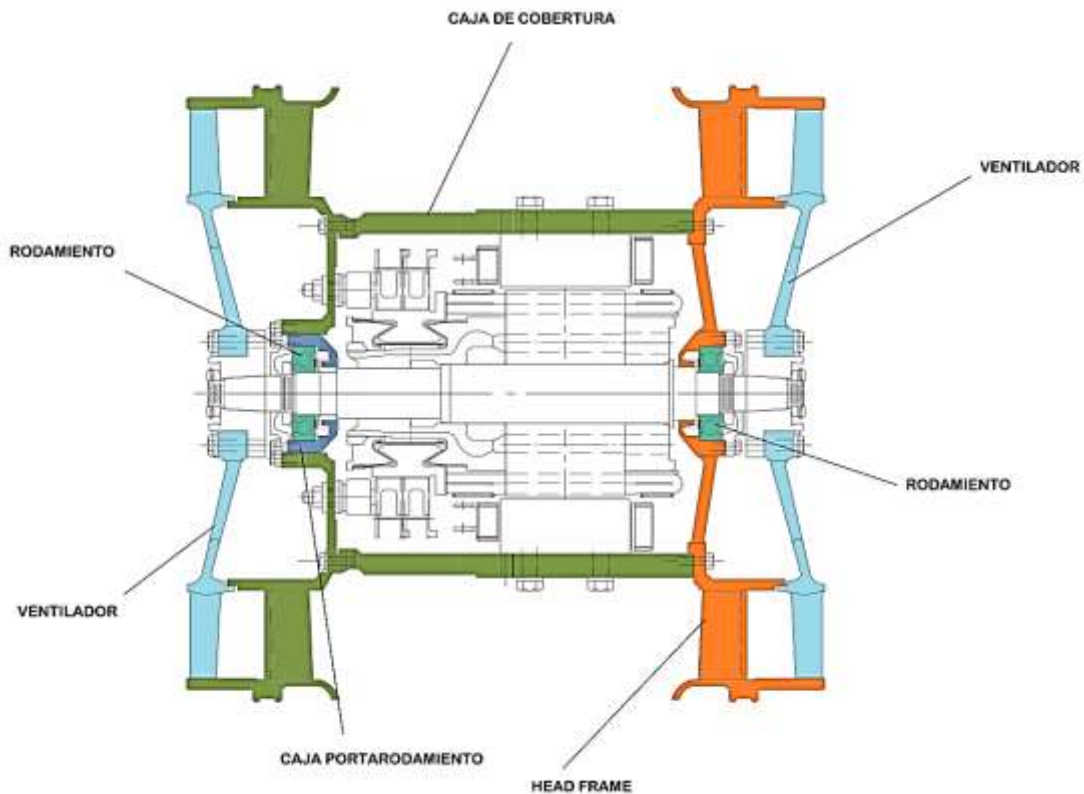 CAJA DE COBERTURA
VENTILADOR
RODAMIENTO
RODAMIENTO
VENTILADOR
CAJA PORTARODAMIENTO
HEAD FRAME